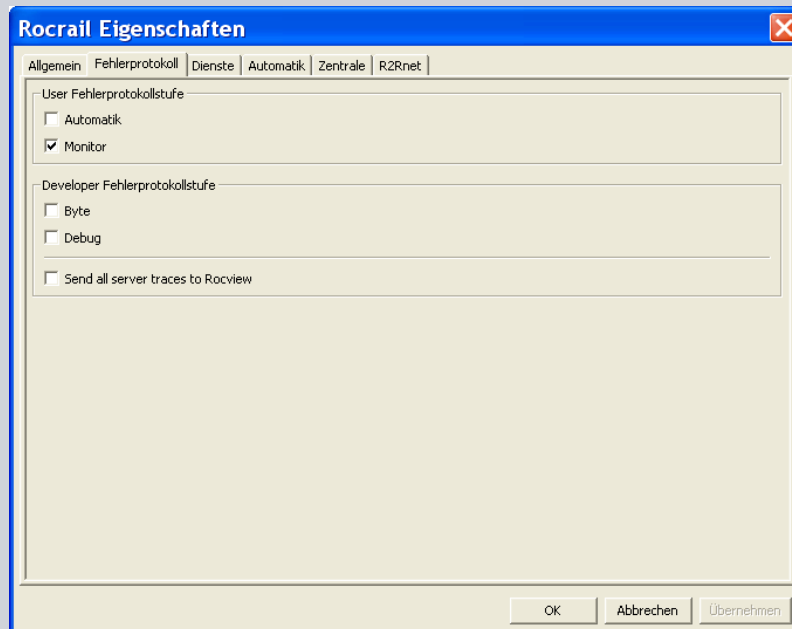 Rocrail Eigenschaften
Allgemein Fehlerprotokoll Dienste Automatik Zentrale R2Rnet
User Fehlerprotokollstufe
Automatik
Monitor
Developer Fehlerprotokollstufe
Byte
Debug
Send all server traces to Rocview
OK Abbrechen Übernehmen